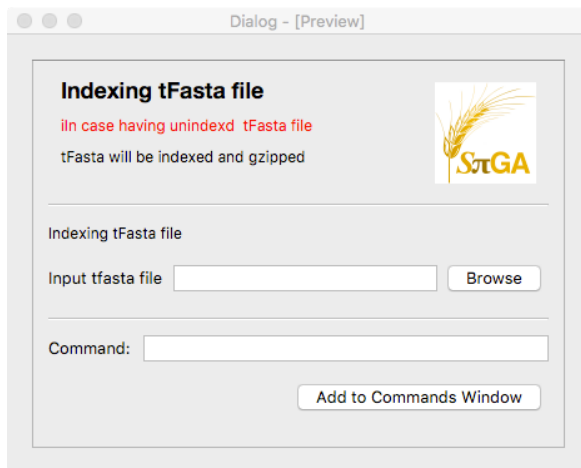 Dialog - [Preview]
Indexing tFasta file
iIn case having unindexd tFasta file
tFasta will be indexed and gzipped
SπGA
Indexing tFasta file
Input tfasta file
Browse
Command:
Add to Commands Window